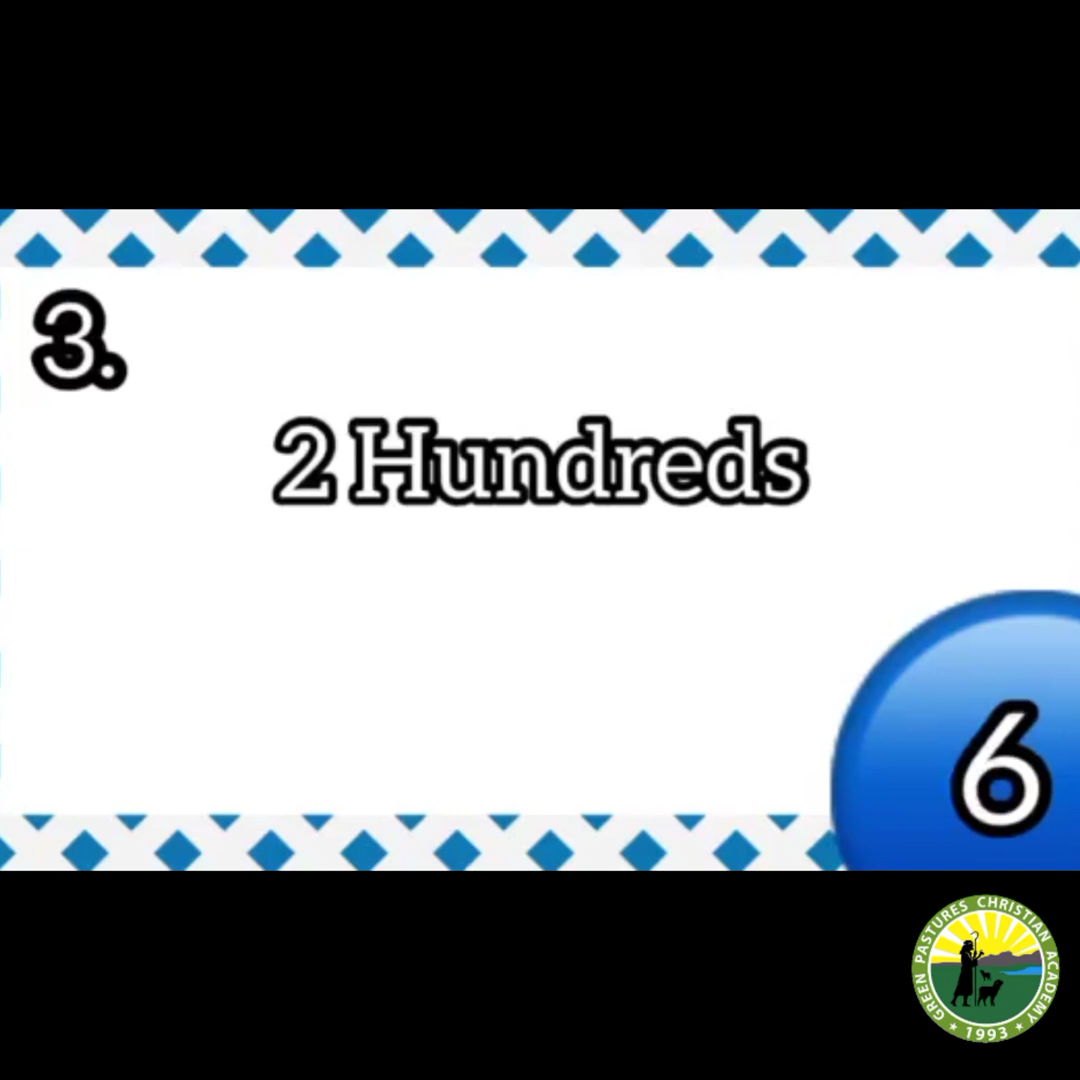 3.
2 Hundreds
6
GREEN PASTURES CHRISTIAN ACADEMY
★ 1993 ★